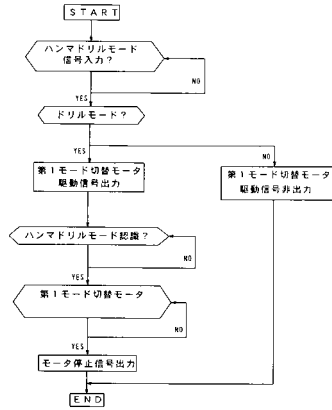 START
ハンマドリルモード
信号入力?
NO
YES
ドリルモード?
YES
NO
第1モード切替モータ
駆動信号出力
第1モード切替モータ
駆動信号非出力
ハンマドリルモード認識?
NO
YES
第1モード切替モータ
NO
YES
モータ停止信号出力
END